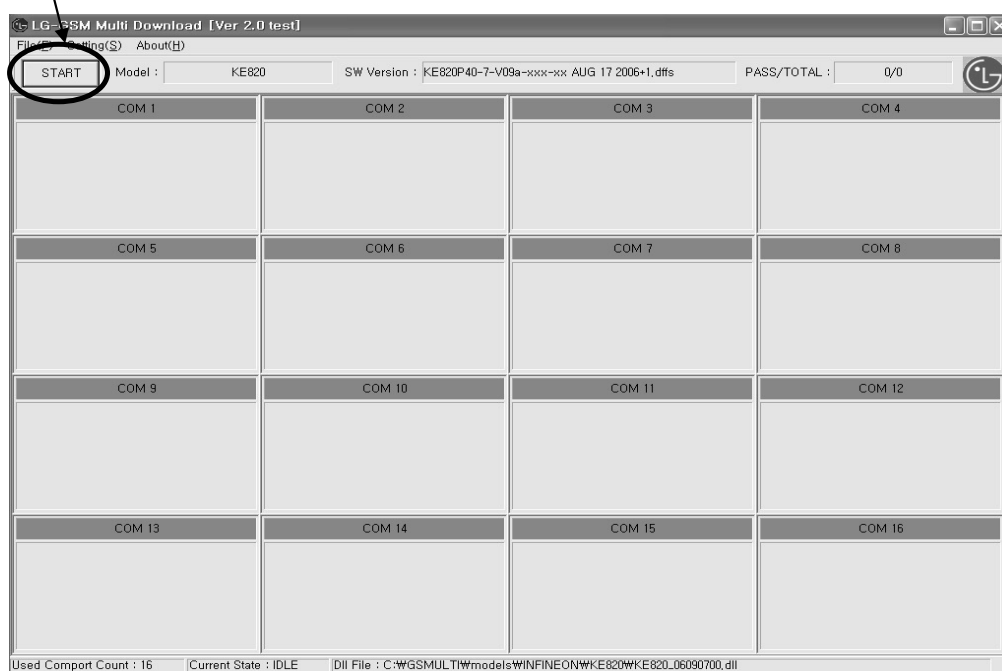 LG-GSM Multi Download [Ver 2.0 test]
File(F) Setting(S) About(H)
START Model : KE820 SW Version : KE820P40-7-V09a-xxx-xx AUG 17 2006+1.dffs PASS/TOTAL : 0/0 LG
COM 1 COM 2 COM 3 COM 4
COM 5 COM 6 COM 7 COM 8
COM 9 COM 10 COM 11 COM 12
COM 13 COM 14 COM 15 COM 16
Used Comport Count : 16 Current State : IDLE Dll File : C:₩GSMULTI₩models₩INFINEON₩KE820₩KE820_06090700.dll